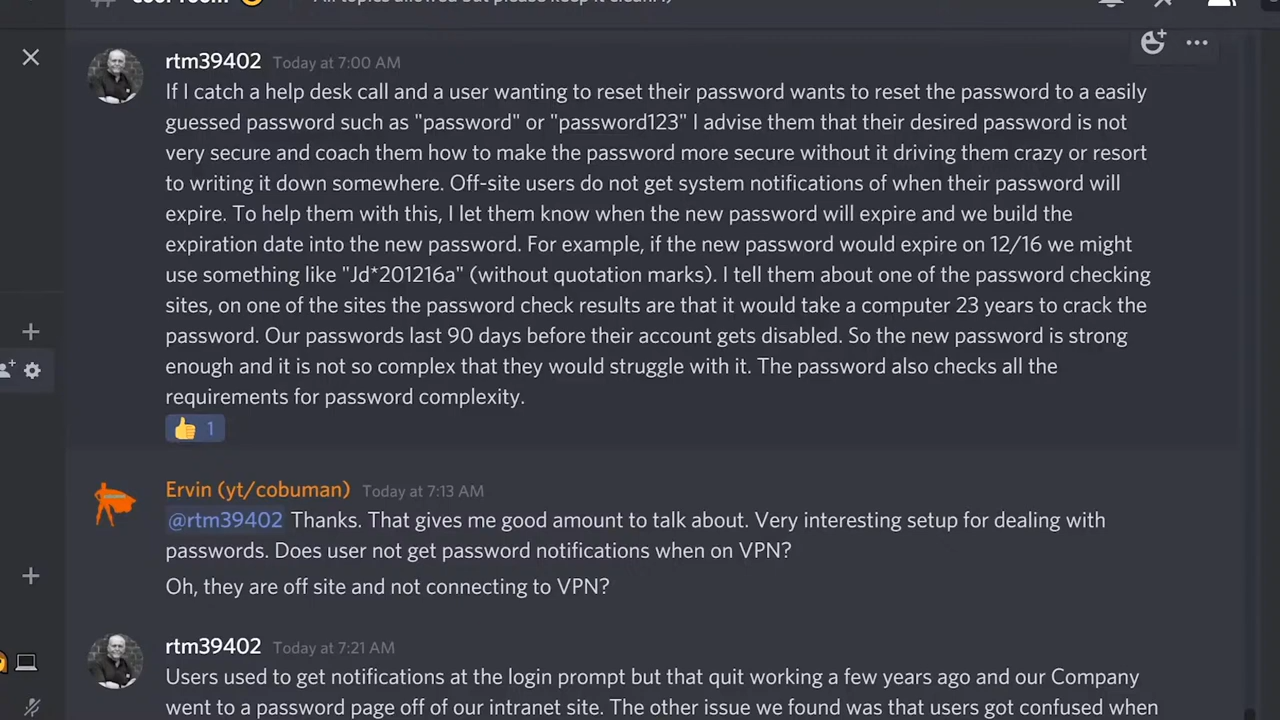 cool room
All topics allowed but please keep it clean! ;)
rtm39402 Today at 7:00 AM
If I catch a help desk call and a user wanting to reset their password wants to reset the password to a easily
guessed password such as "password" or "password123" I advise them that their desired password is not
very secure and coach them how to make the password more secure without it driving them crazy or resort
to writing it down somewhere. Off-site users do not get system notifications of when their password will
expire. To help them with this, I let them know when the new password will expire and we build the
expiration date into the new password. For example, if the new password would expire on 12/16 we might
use something like "Jd*201216a" (without quotation marks). I tell them about one of the password checking
sites, on one of the sites the password check results are that it would take a computer 23 years to crack the
password. Our passwords last 90 days before their account gets disabled. So the new password is strong
enough and it is not so complex that they would struggle with it. The password also checks all the
requirements for password complexity.
👍 1
Ervin (yt/cobuman) Today at 7:13 AM
@rtm39402 Thanks. That gives me good amount to talk about. Very interesting setup for dealing with
passwords. Does user not get password notifications when on VPN?
Oh, they are off site and not connecting to VPN?
rtm39402 Today at 7:21 AM
Users used to get notifications at the login prompt but that quit working a few years ago and our Company
went to a password page off of our intranet site. The other issue we found was that users got confused when